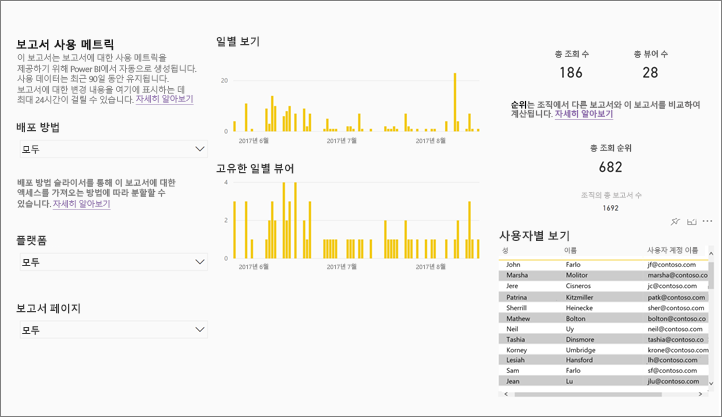 보고서 사용 메트릭
이 보고서는 보고서에 대한 사용 메트릭을
제공하기 위해 Power BI에서 자동으로 생성됩니다.
사용 데이터는 최근 90일 동안 유지됩니다.
보고서에 대한 변경 내용을 여기에 표시하는 데
최대 24시간이 걸릴 수 있습니다. 자세히 알아보기
배포 방법
모두
배포 방법 슬라이서를 통해 이 보고서에 대한
액세스를 가져오는 방법에 따라 분할할 수
있습니다. 자세히 알아보기
플랫폼
모두
보고서 페이지
모두
일별 보기
20
0
2017년 6월 2017년 7월 2017년 8월
고유한 일별 뷰어
4
2
0
2017년 6월 2017년 7월 2017년 8월
총 조회 수 총 뷰어 수
186 28
순위는 조직에서 다른 보고서와 이 보고서를 비교하여
계산됩니다. 자세히 알아보기
총 조회 순위
682
조직의 총 보고서 수
1692
사용자별 보기
성 이름 사용자 계정 이름
John Farlo jf@contoso.com
Marsha Molitor marsha@contoso.co
Jere Cisneros jc@contoso.com
Patrina Kitzmiller patk@contoso.com
Sherrill Heinecke sher@contoso.com
Mathew Bolton bolton@contoso.co
Neil Uy neil@contoso.com
Tashia Dinsmore tashia@contoso.co
Korney Umbridge krone@contoso.com
Lesiah Hansford lh@contoso.com
Sam Farlo sf@contoso.com
Jean Lu jlu@contoso.com